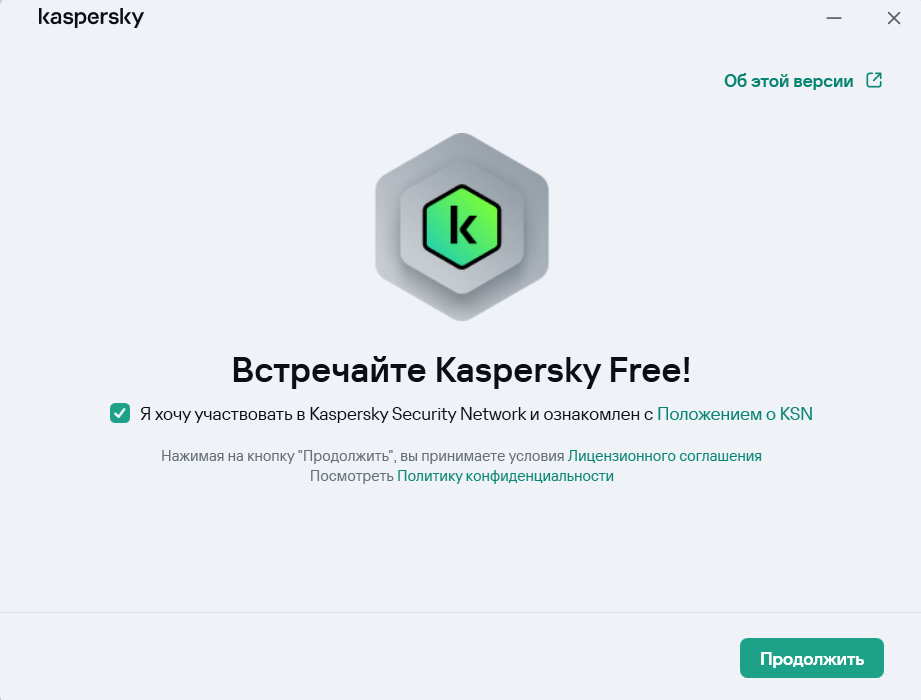 kaspersky
Об этой версии
k
Встречайте Kaspersky Free!
Я хочу участвовать в Kaspersky Security Network и ознакомлен с Положением о KSN
Нажимая на кнопку "Продолжить", вы принимаете условия Лицензионного соглашения
Посмотреть Политику конфиденциальности
Продолжить